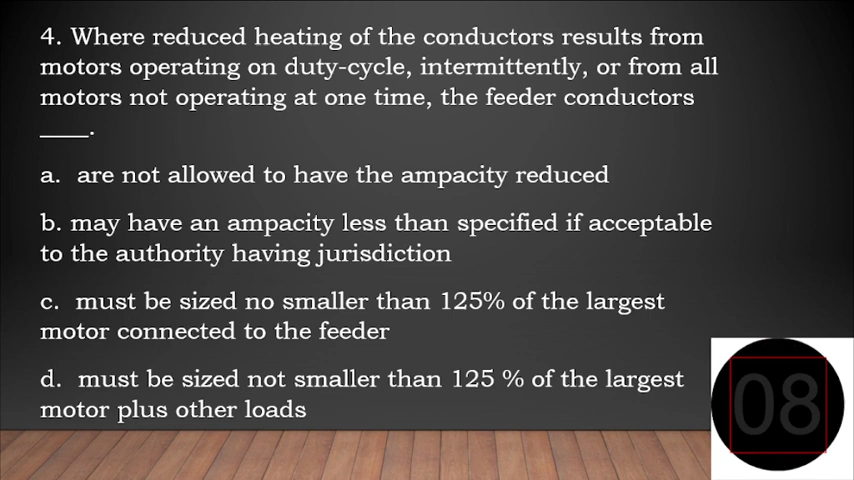 4. Where reduced heating of the conductors results from
motors operating on duty-cycle, intermittently, or from all
motors not operating at one time, the feeder conductors
____.
a. are not allowed to have the ampacity reduced
b. may have an ampacity less than specified if acceptable
to the authority having jurisdiction
c. must be sized no smaller than 125% of the largest
motor connected to the feeder
d. must be sized not smaller than 125 % of the largest
motor plus other loads
08